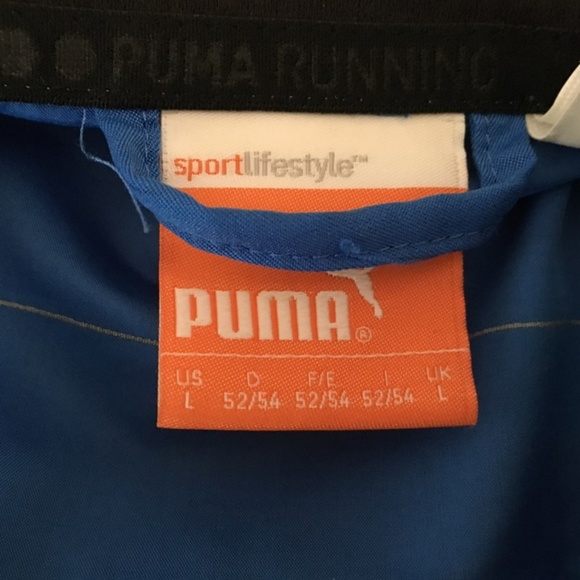 PUMA RUNNING
sportlifestyle™
PUMA®
US D F/E I UK
L 52/54 52/54 52/54 L